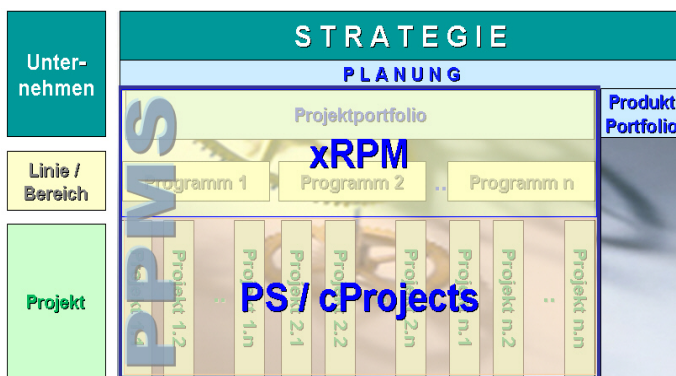 STRATEGIE
Unter-
nehmen
PLANUNG
Projektportfolio
Produkt
Portfolio
xRPM
Linie /
Bereich
Programm 1
..
Programm 2
..
Programm n
PPMS
Projekt
Projekt 1.2
..
Projekt 1.n
Projekt 2.1
Projekt 2.2
Projekt 2.n
Projekt n.1
Projekt n.2
..
Projekt n.n
PS / cProjects